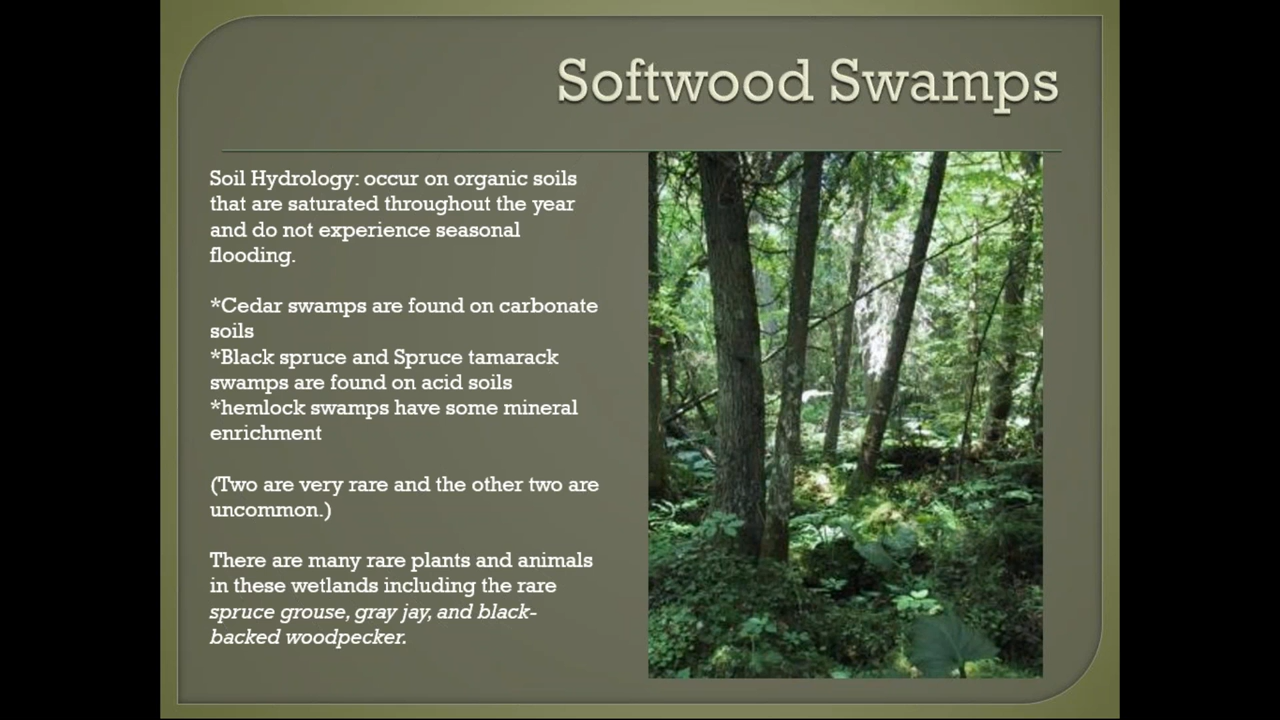 Softwood Swamps
Soil Hydrology: occur on organic soils
that are saturated throughout the year
and do not experience seasonal
flooding.
*Cedar swamps are found on carbonate
soils
*Black spruce and Spruce tamarack
swamps are found on acid soils
*hemlock swamps have some mineral
enrichment
(Two are very rare and the other two are
uncommon.)
There are many rare plants and animals
in these wetlands including the rare
spruce grouse, gray jay, and black-
backed woodpecker.